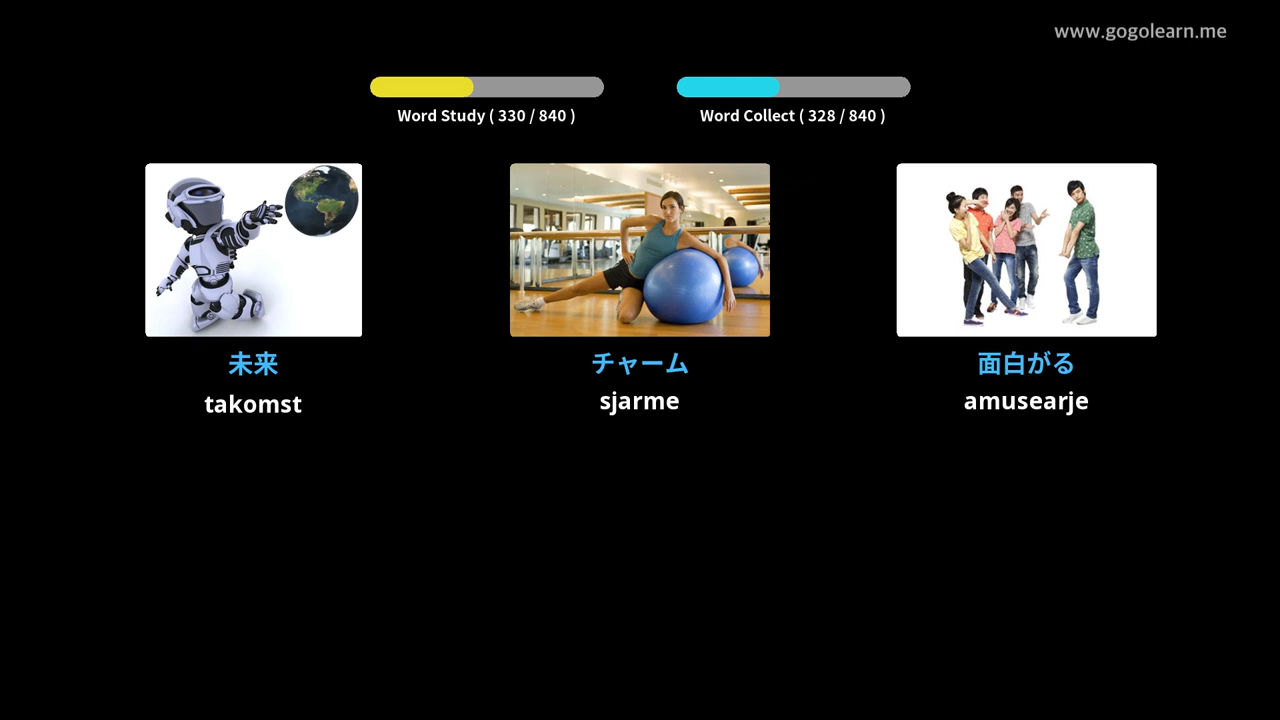 www.gogolearn.me
Word Study ( 330 / 840 )
Word Collect ( 328 / 840 )
未来
チャーム
面白がる
takomst
sjarme
amusearje